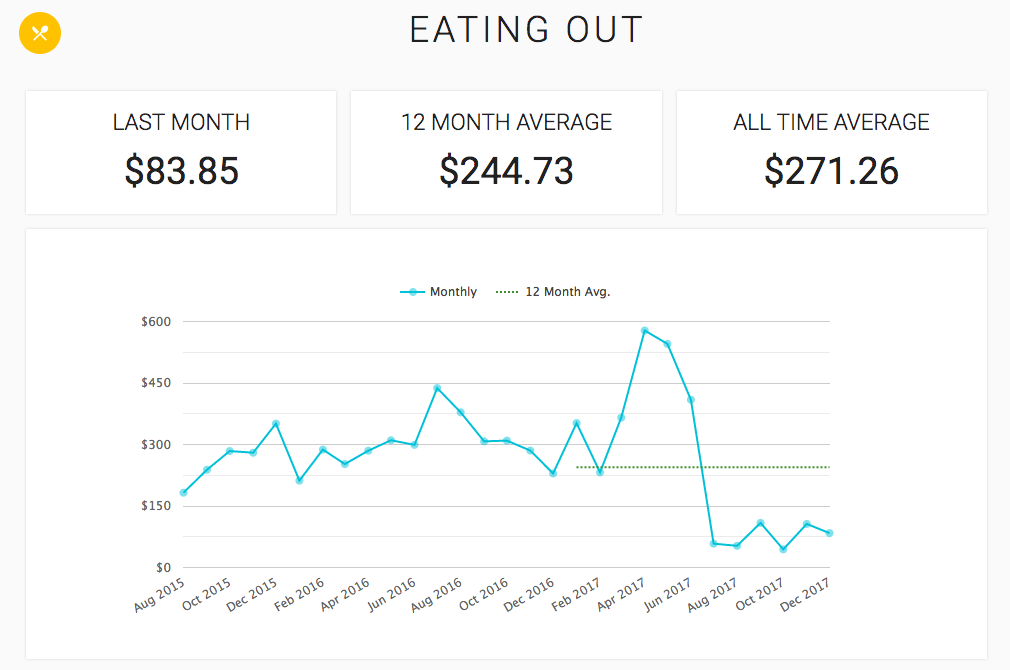 EATING OUT
LAST MONTH
$83.85
12 MONTH AVERAGE
$244.73
ALL TIME AVERAGE
$271.26
Monthly
12 Month Avg.
$600
$450
$300
$150
$0
Aug 2015
Oct 2015
Dec 2015
Feb 2016
Apr 2016
Jun 2016
Aug 2016
Oct 2016
Dec 2016
Feb 2017
Apr 2017
Jun 2017
Aug 2017
Oct 2017
Dec 2017